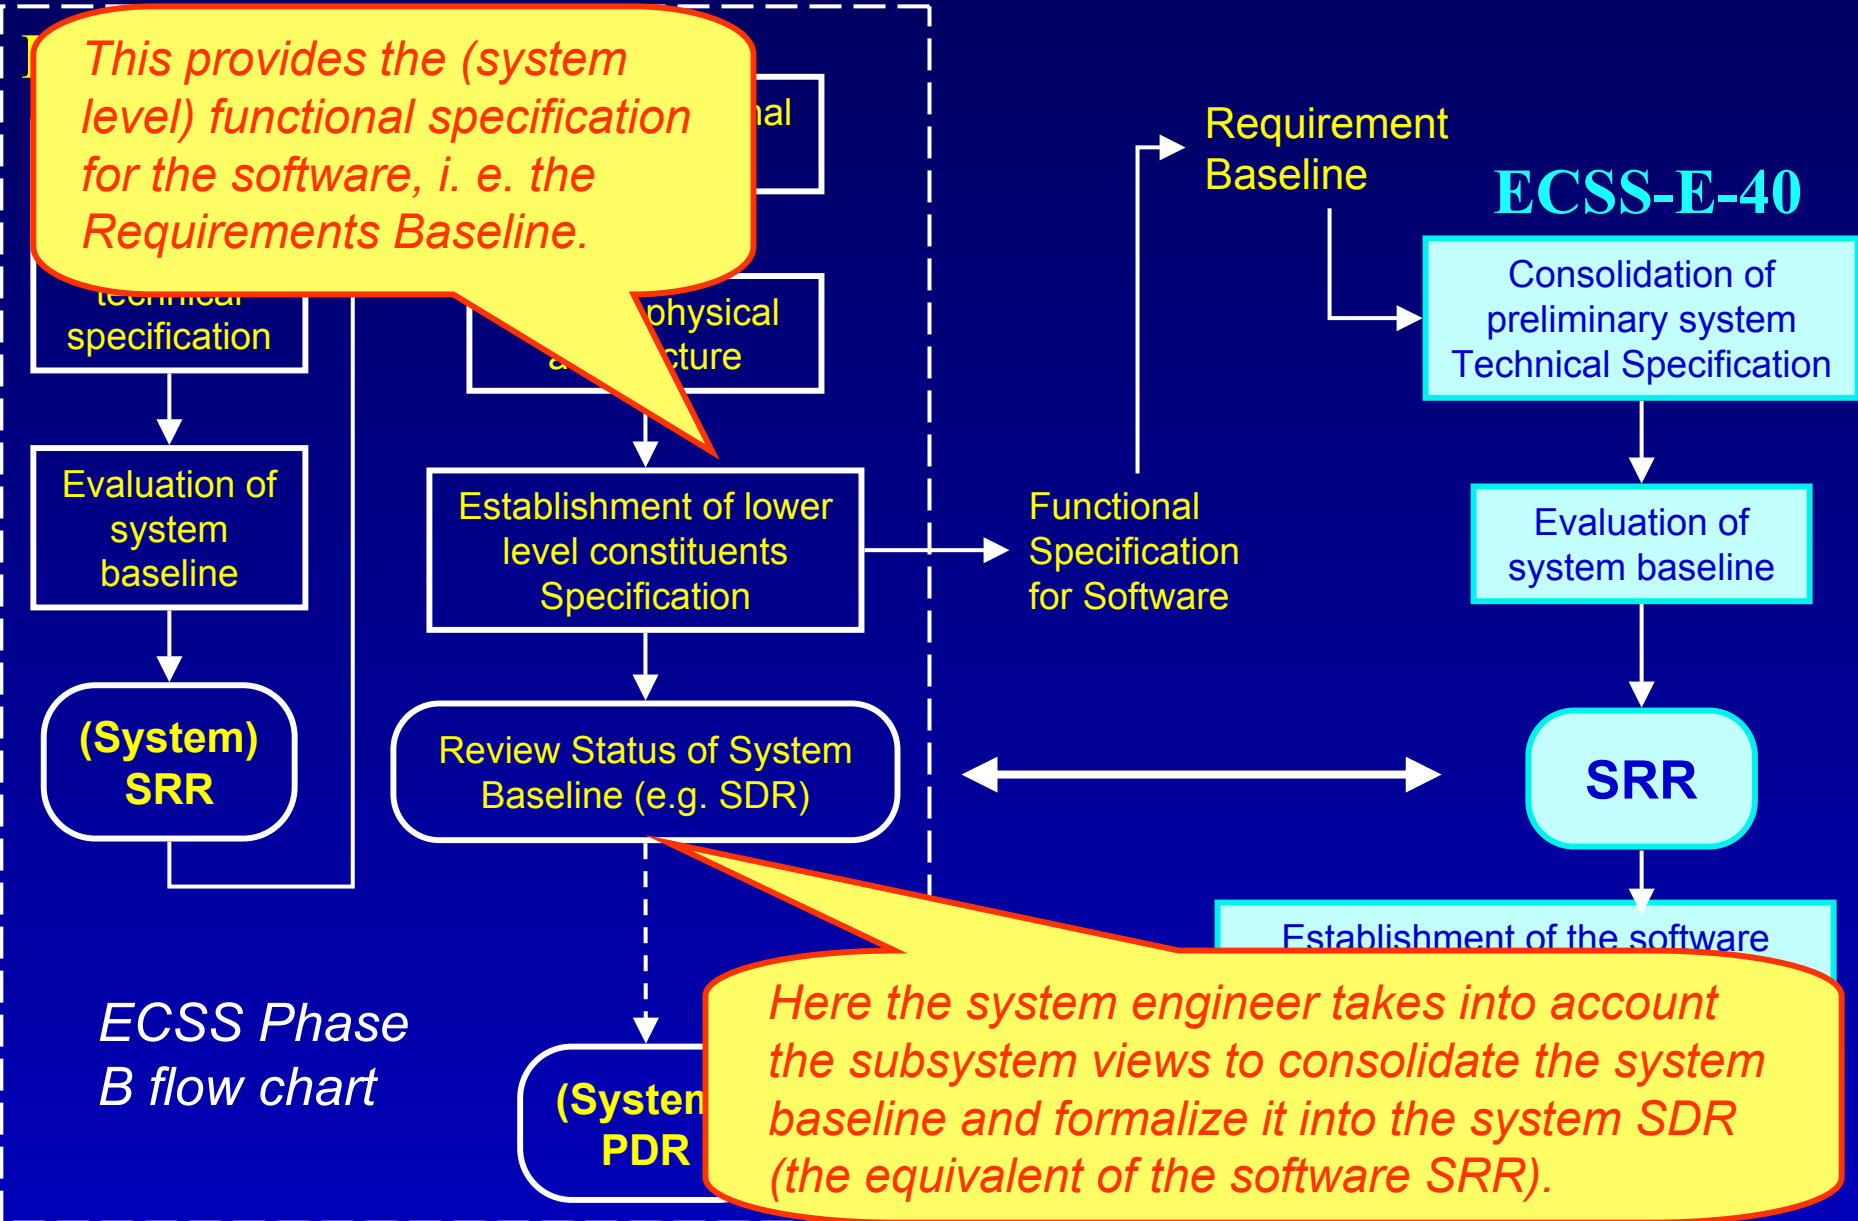 This provides the (system
level) functional specification
for the software, i. e. the
Requirements Baseline.
technical
specification
Evaluation of
system
baseline
(System)
SRR
physical
Establishment of lower
level constituents
Specification
Review Status of System
Baseline (e.g. SDR)
PDR
ECSS Phase
B flow chart
Functional
Specification
for Software
Requirement
Baseline
ECSS-E-40
Consolidation of
preliminary system
Technical Specification
Evaluation of
system baseline
SRR
Establishment of the software
Here the system engineer takes into account
the subsystem views to consolidate the system
baseline and formalize it into the system SDR
(the equivalent of the software SRR).